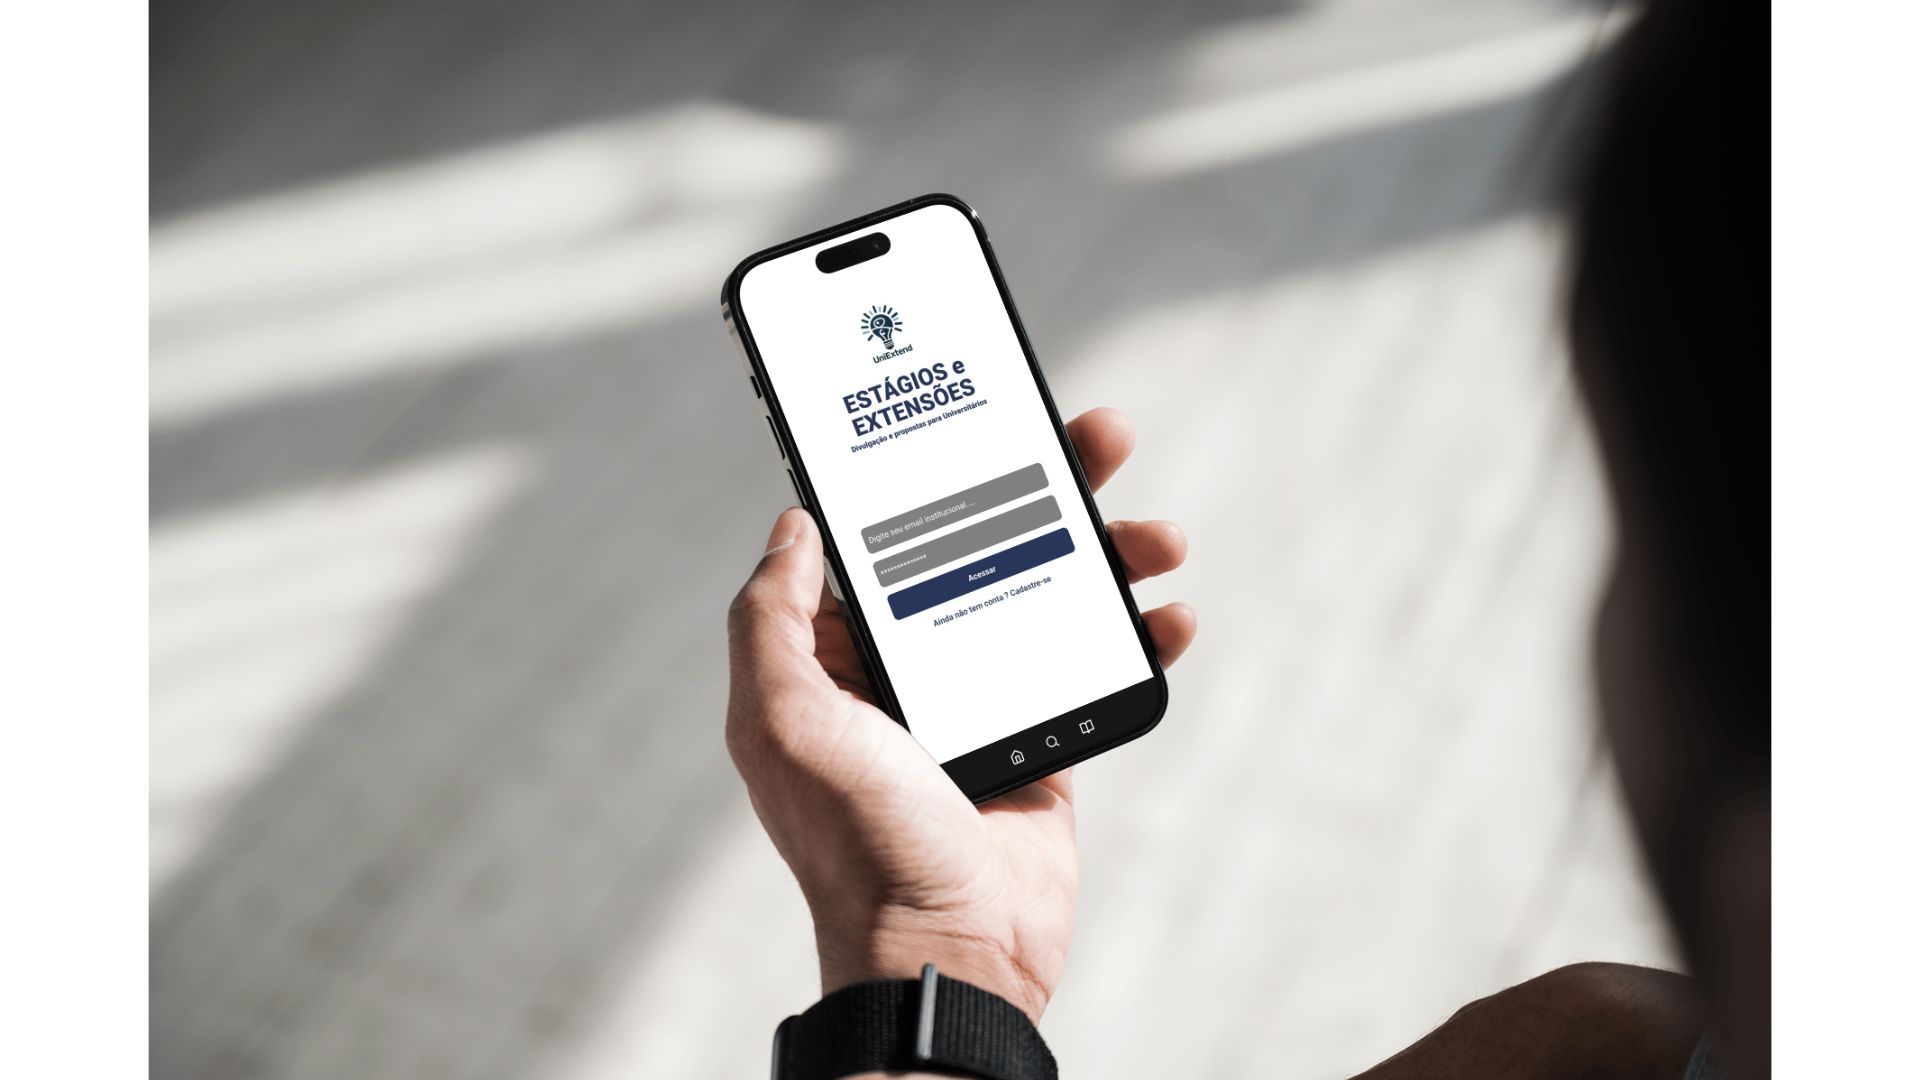 UniExtend
ESTÁGIOS e
EXTENSÕES
Divulgação e propostas para Universitários
Digite seu email institucional.....
**************
Acessar
Ainda não tem conta ? Cadastre-se